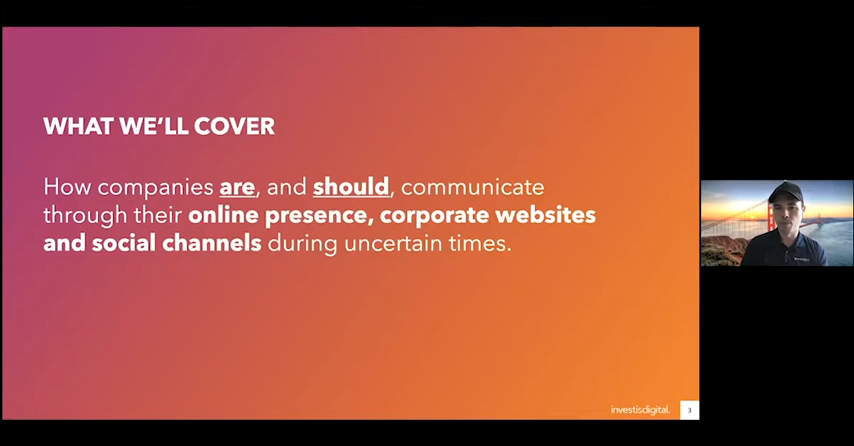 WHAT WE'LL COVER
How companies are, and should, communicate
through their online presence, corporate websites
and social channels during uncertain times.
investisdigital.
3